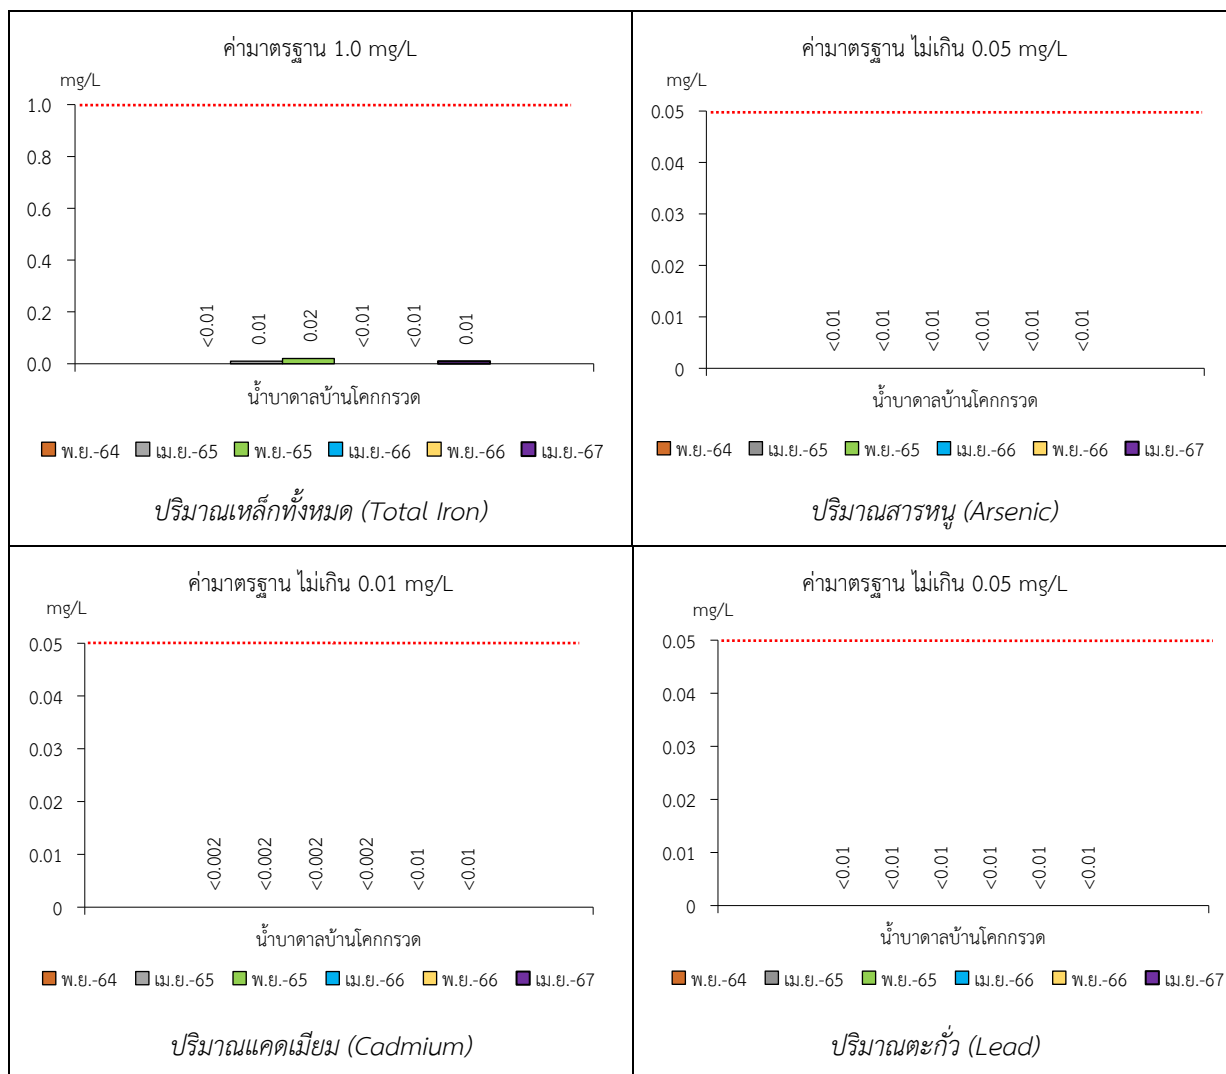 ค่ามาตรฐาน 1.0 mg/L
mg/L
1.0
0.8
0.6
0.4
0.2
0.0
<0.01 0.01 0.02 <0.01 <0.01 0.01
น้ำบาดาลบ้านโคกกรวด
พ.ย.-64 เม.ย.-65 พ.ย.-65 เม.ย.-66 พ.ย.-66 เม.ย.-67
ปริมาณเหล็กทั้งหมด (Total Iron)
ค่ามาตรฐาน ไม่เกิน 0.05 mg/L
mg/L
0.05
0.04
0.03
0.02
0.01
0
<0.01 <0.01 <0.01 <0.01 <0.01 <0.01
น้ำบาดาลบ้านโคกกรวด
พ.ย.-64 เม.ย.-65 พ.ย.-65 เม.ย.-66 พ.ย.-66 เม.ย.-67
ปริมาณสารหนู (Arsenic)
ค่ามาตรฐาน ไม่เกิน 0.01 mg/L
mg/L
0.05
0.04
0.03
0.02
0.01
0
<0.002 <0.002 <0.002 <0.002 <0.01 <0.01
น้ำบาดาลบ้านโคกกรวด
พ.ย.-64 เม.ย.-65 พ.ย.-65 เม.ย.-66 พ.ย.-66 เม.ย.-67
ปริมาณแคดเมียม (Cadmium)
ค่ามาตรฐาน ไม่เกิน 0.05 mg/L
mg/L
0.05
0.04
0.03
0.02
0.01
0
<0.01 <0.01 <0.01 <0.01 <0.01 <0.01
น้ำบาดาลบ้านโคกกรวด
พ.ย.-64 เม.ย.-65 พ.ย.-65 เม.ย.-66 พ.ย.-66 เม.ย.-67
ปริมาณตะกั่ว (Lead)